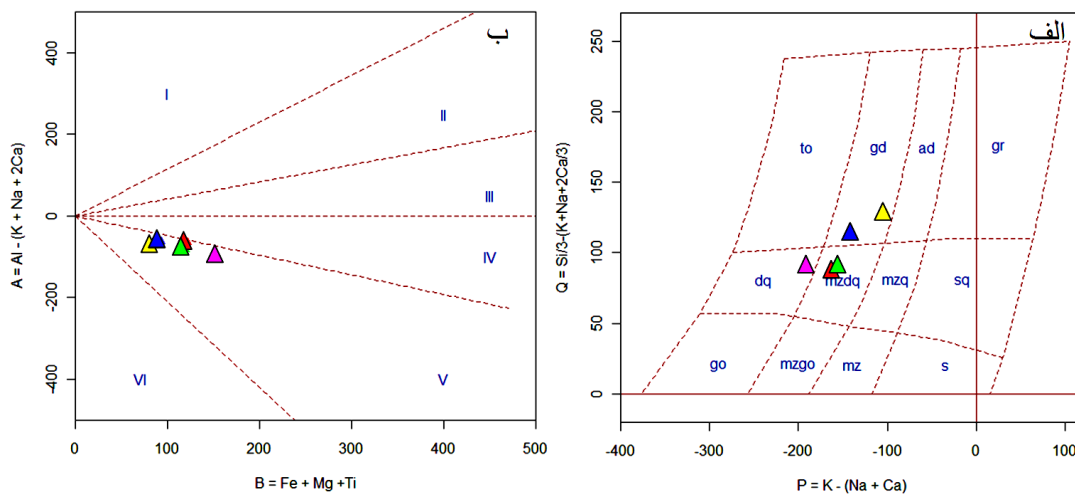 ب
400
200
0
-200
-400
A = Al - (K + Na + 2Ca)
I
II
III
IV
V
VI
0
100
200
300
400
500
B = Fe + Mg +Ti
الف
250
200
150
100
50
0
Q = Si/3-(K+Na+2Ca/3)
to
gd
ad
gr
dq
mzdq
mzq
sq
go
mzgo
mz
s
-400
-300
-200
-100
0
100
P = K - (Na + Ca)